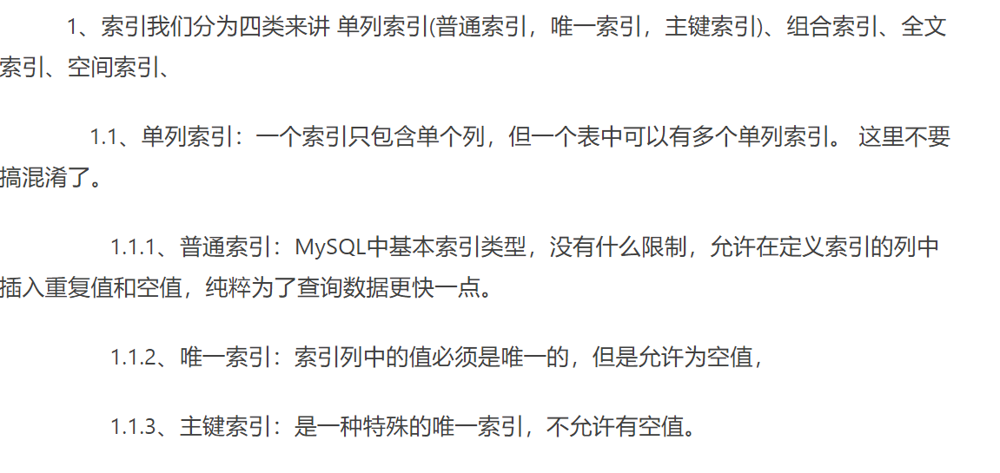 1、索引我们分为四类来讲 单列索引(普通索引，唯一索引，主键索引)、组合索引、全文
索引、空间索引、
1.1、单列索引：一个索引只包含单个列，但一个表中可以有多个单列索引。 这里不要
搞混淆了。
1.1.1、普通索引：MySQL中基本索引类型，没有什么限制，允许在定义索引的列中
插入重复值和空值，纯粹为了查询数据更快一点。
1.1.2、唯一索引：索引列中的值必须是唯一的，但是允许为空值，
1.1.3、主键索引：是一种特殊的唯一索引，不允许有空值。